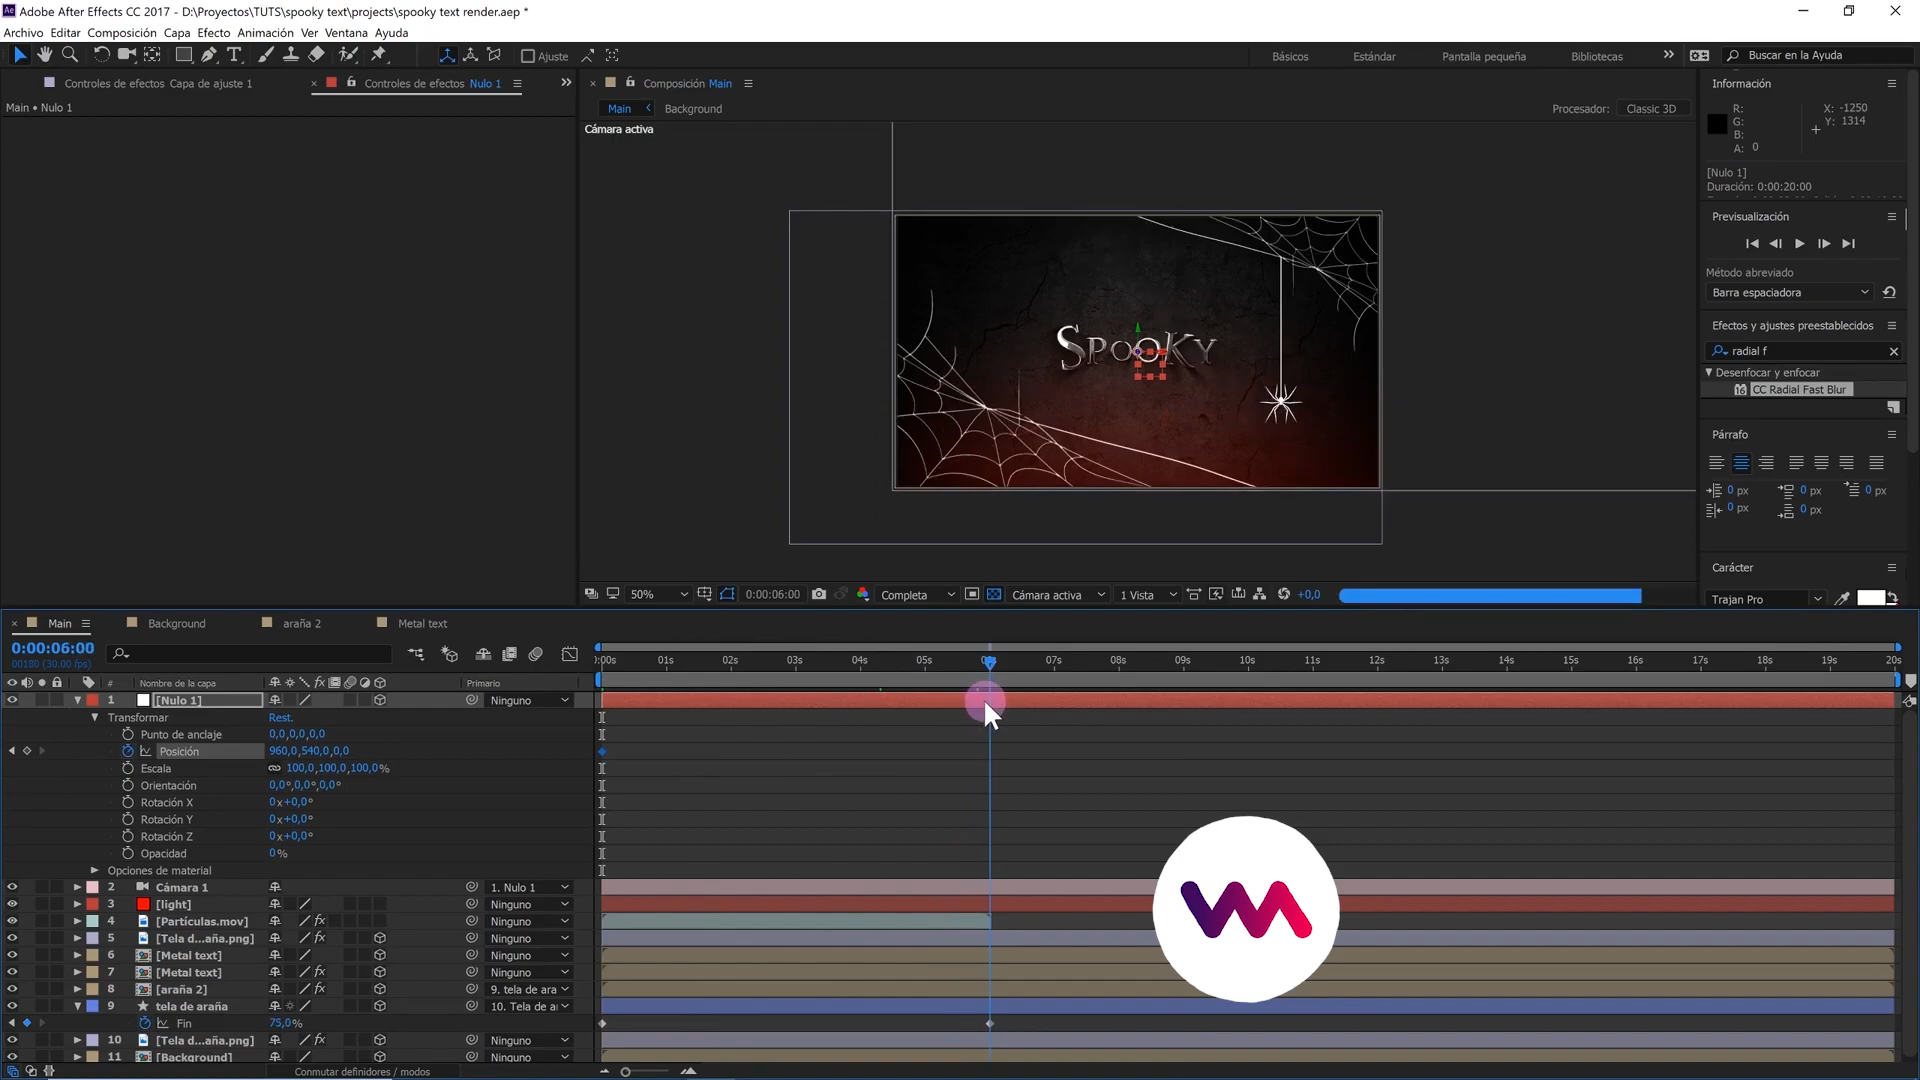 Adobe After Effects CC 2017 - D:\Proyectos\TUTS\spooky text\projects\spooky text render.aep *
Archivo Editar Composición Capa Efecto Animación Ver Ventana Ayuda
Ajuste
Básicos Estándar Pantalla pequeña Bibliotecas
Buscar en la Ayuda
Controles de efectos Capa de ajuste 1
Controles de efectos Nulo 1
Main • Nulo 1
Composición Main
Main Background
Procesador: Classic 3D
Cámara activa
SPOOKY
50% 0:00:06:00 Completa Cámara activa 1 Vista +0,0
Información
R: X: -1250
G: Y: 1314
B:
A: 0
[Nulo 1]
Duración: 0:00:20:00
Previsualización
Método abreviado
Barra espaciadora
Efectos y ajustes preestablecidos
radial f
Desenfocar y enfocar
CC Radial Fast Blur
Párrafo
0 px 0 px 0 px
0 px 0 px
Carácter
Trajan Pro
Main Background araña 2 Metal text
0:00:06:00
00180 (30.00 fps)
0:00s 01s 02s 03s 04s 05s 07s 08s 09s 10s 11s 12s 13s 14s 15s 16s 17s 18s 19s 20s
# Nombre de la capa Primario
1 [Nulo 1] Ninguno
Transformar Rest.
Punto de anclaje 0,0,0,0,0,0
Posición 960,0,540,0,0,0
Escala 100,0,100,0,100,0%
Orientación 0,0°,0,0°,0,0°
Rotación X 0x+0,0°
Rotación Y 0x+0,0°
Rotación Z 0x+0,0°
Opacidad 0%
Opciones de material
2 Cámara 1 1. Nulo 1
3 [light] Ninguno
4 [Partículas.mov] Ninguno
5 [Tela d...aña.png] Ninguno
6 [Metal text] Ninguno
7 [Metal text] Ninguno
8 [araña 2] 9. tela de ara
9 tela de araña 10. Tela de ar
Fin 75,0%
10 [Tela d...aña.png] Ninguno
11 [Background] Ninguno
Conmutar definidores / modos